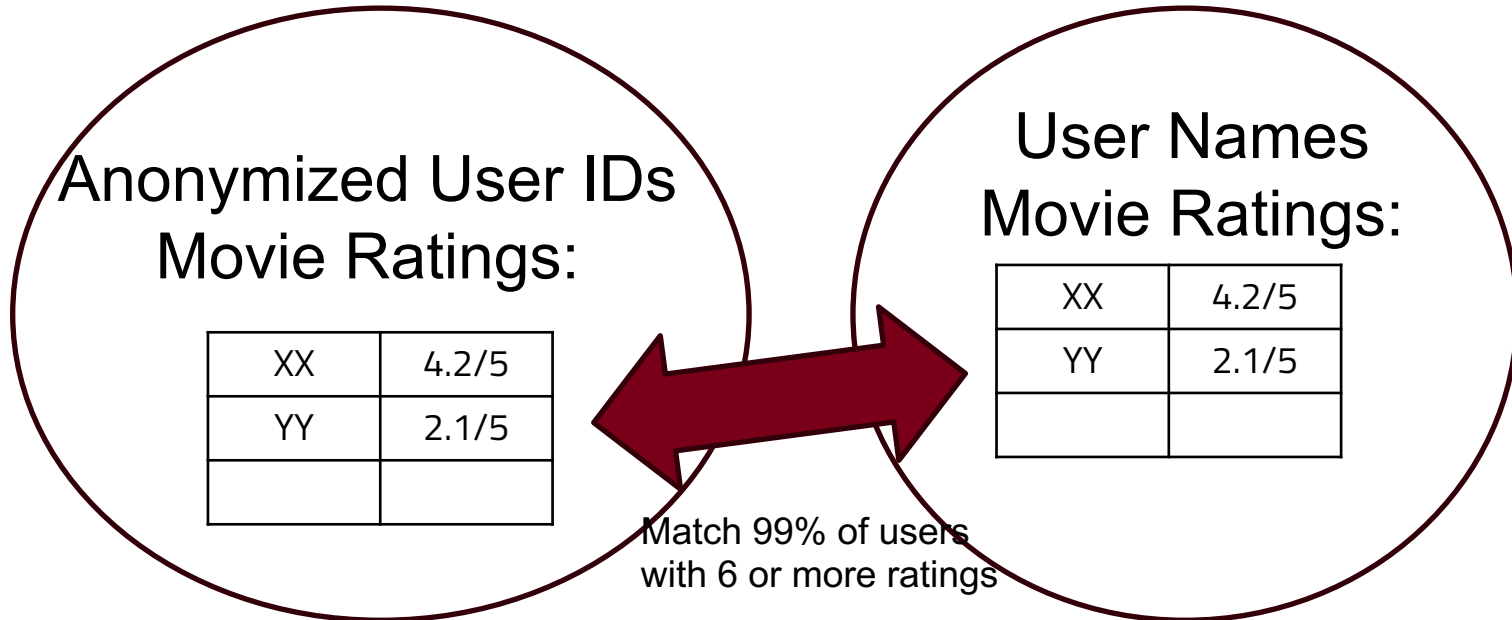 Anonymized User IDs
Movie Ratings:
XX 4.2/5
YY 2.1/5
User Names
Movie Ratings:
XX 4.2/5
YY 2.1/5
Match 99% of users
with 6 or more ratings